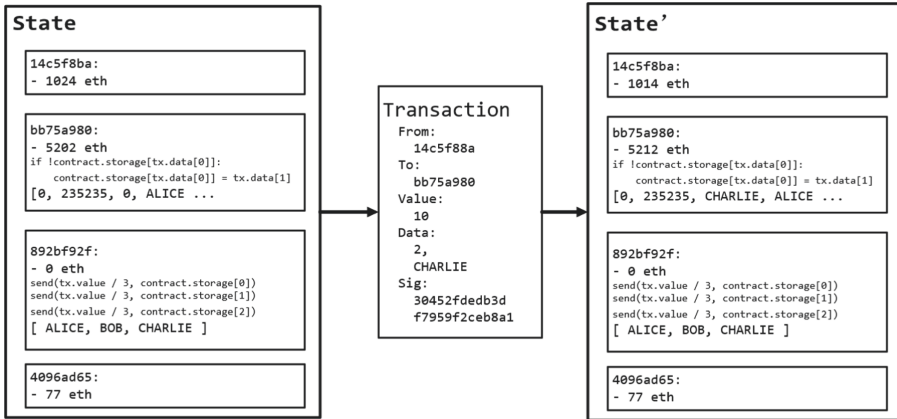 State
14c5f8ba:
- 1024 eth
bb75a980:
- 5202 eth
if !contract.storage[tx.data[0]]:
contract.storage[tx.data[0]] = tx.data[1]
[0, 235235, 0, ALICE ...
892bf92f:
- 0 eth
send(tx.value / 3, contract.storage[0])
send(tx.value / 3, contract.storage[1])
send(tx.value / 3, contract.storage[2])
[ ALICE, BOB, CHARLIE ]
4096ad65:
- 77 eth
Transaction
From:
14c5f88a
To:
bb75a980
Value:
10
Data:
2,
CHARLIE
Sig:
30452fdedb3d
f7959f2ceb8a1
State’
14c5f8ba:
- 1014 eth
bb75a980:
- 5212 eth
if !contract.storage[tx.data[0]]:
contract.storage[tx.data[0]] = tx.data[1]
[0, 235235, CHARLIE, ALICE ...
892bf92f:
- 0 eth
send(tx.value / 3, contract.storage[0])
send(tx.value / 3, contract.storage[1])
send(tx.value / 3, contract.storage[2])
[ ALICE, BOB, CHARLIE ]
4096ad65:
- 77 eth